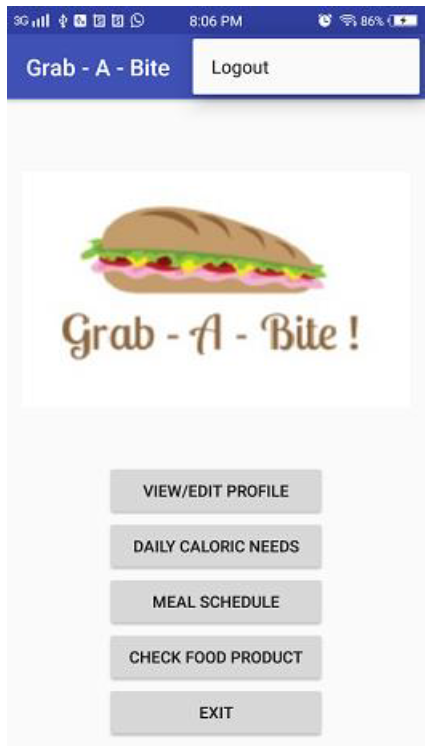 3G 8:06 PM 86%
Grab - A - Bite Logout
Grab - A - Bite !
VIEW/EDIT PROFILE
DAILY CALORIC NEEDS
MEAL SCHEDULE
CHECK FOOD PRODUCT
EXIT